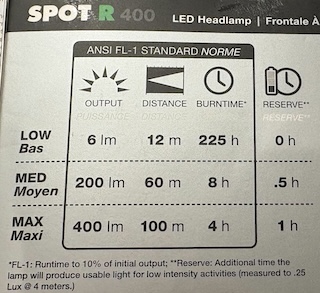 SPOT R 400
LED Headlamp | Frontale À
ANSI FL-1 STANDARD NORME
OUTPUT DISTANCE BURNTIME* RESERVE**
PUISSANCE DISTANCE RESERVE**
LOW 6 lm 12 m 225 h 0 h
Bas
MED 200 lm 60 m 8 h .5 h
Moyen
MAX 400 lm 100 m 4 h 1 h
Maxi
*FL-1: Runtime to 10% of initial output; **Reserve: Additional time the
lamp will produce usable light for low intensity activities (measured to .25
Lux @ 4 meters.)